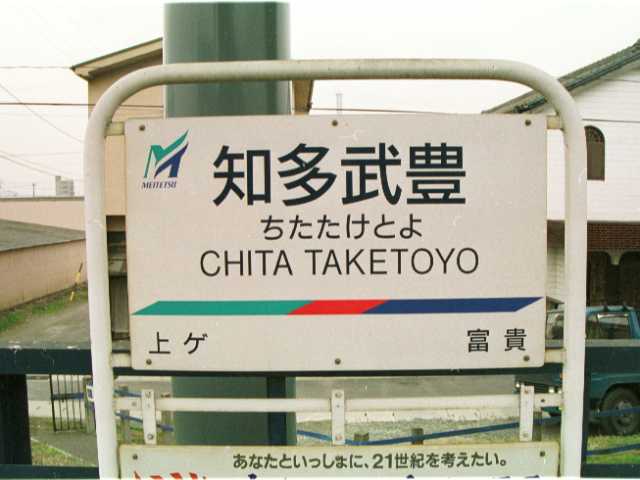 MEITETSU
知多武豊
ちたたけとよ
CHITA TAKETOYO
上ゲ
富貴
あなたといっしょに、21世紀を考えたい。